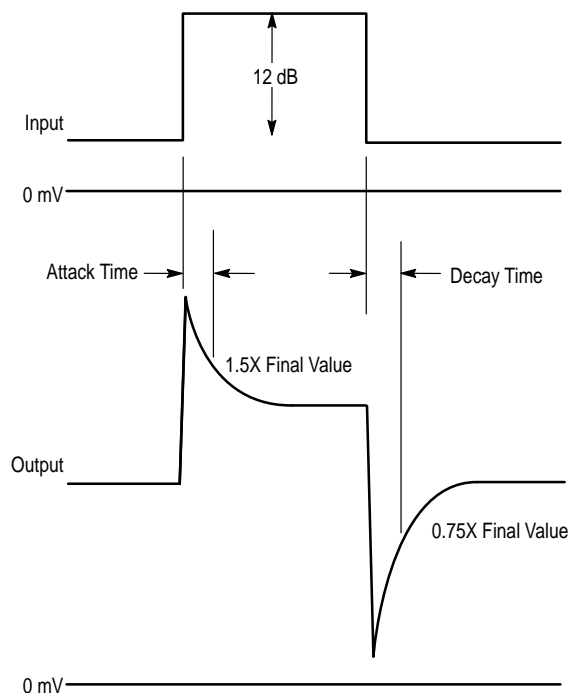 12 dB
Input
0 mV
Attack Time
Decay Time
1.5X Final Value
Output
0.75X Final Value
0 mV